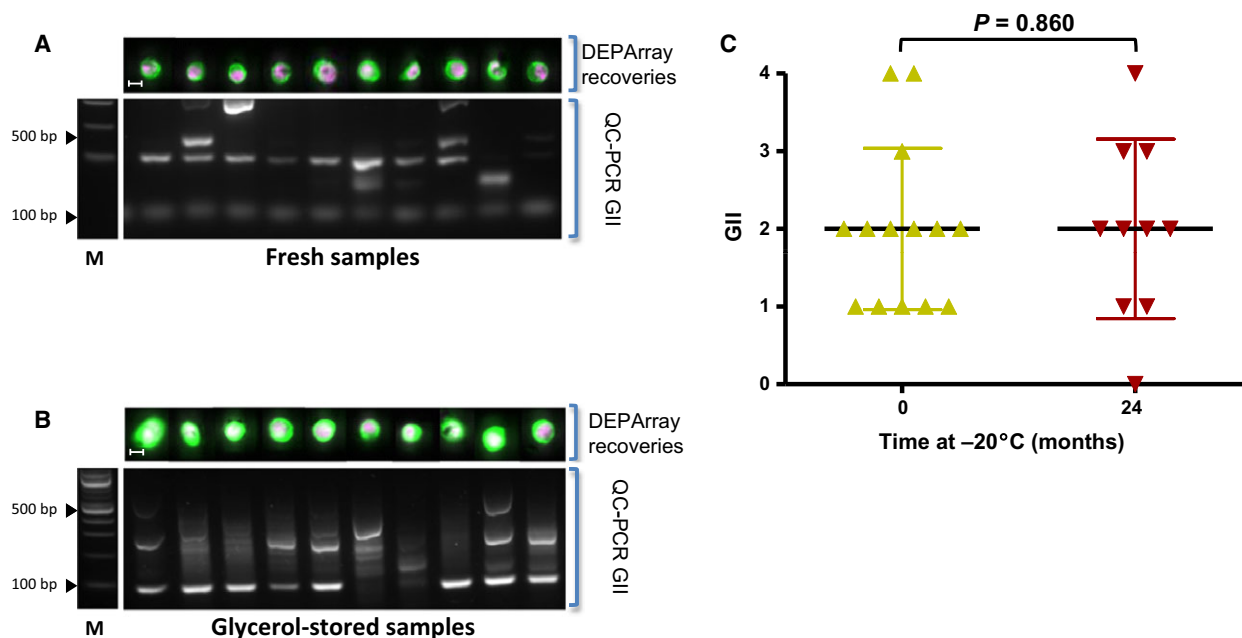 A
DEPArray
recoveries
500 bp
100 bp
QC-PCR GII
M
Fresh samples
B
DEPArray
recoveries
500 bp
100 bp
QC-PCR GII
M
Glycerol-stored samples
C
P = 0.860
4
3
2
1
0
GII
0
24
Time at –20°C (months)